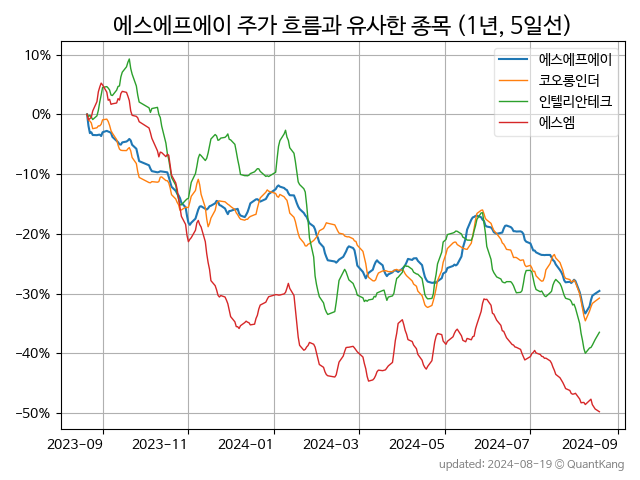 에스에프에이 주가 흐름과 유사한 종목 (1년, 5일선)
에스에프에이
코오롱인더
인텔리안테크
에스엠
10%
0%
−10%
−20%
−30%
−40%
−50%
2023-09
2023-11
2024-01
2024-03
2024-05
2024-07
2024-09
updated: 2024-08-19 © QuantKang